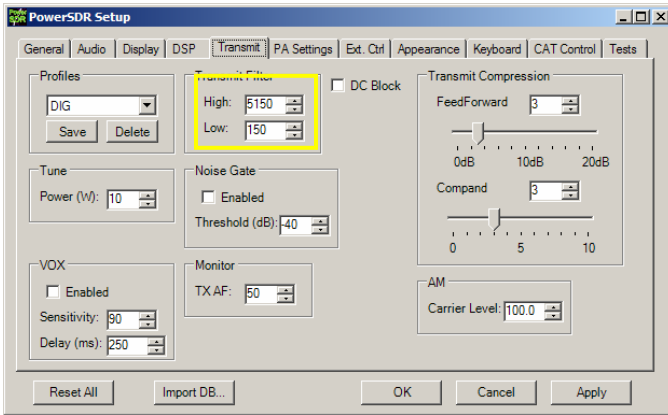 Power SDR PowerSDR Setup
General Audio Display DSP Transmit PA Settings Ext. Ctrl Appearance Keyboard CAT Control Tests
Profiles
DIG
Save Delete
Transmit Filter
High: 5150
Low: 150
DC Block
Transmit Compression
FeedForward 3
0dB 10dB 20dB
Compand 3
0 5 10
Tune
Power (W): 10
Noise Gate
Enabled
Threshold (dB): -40
VOX
Enabled
Sensitivity: 90
Delay (ms): 250
Monitor
TX AF: 50
AM
Carrier Level: 100.0
Reset All Import DB... OK Cancel Apply